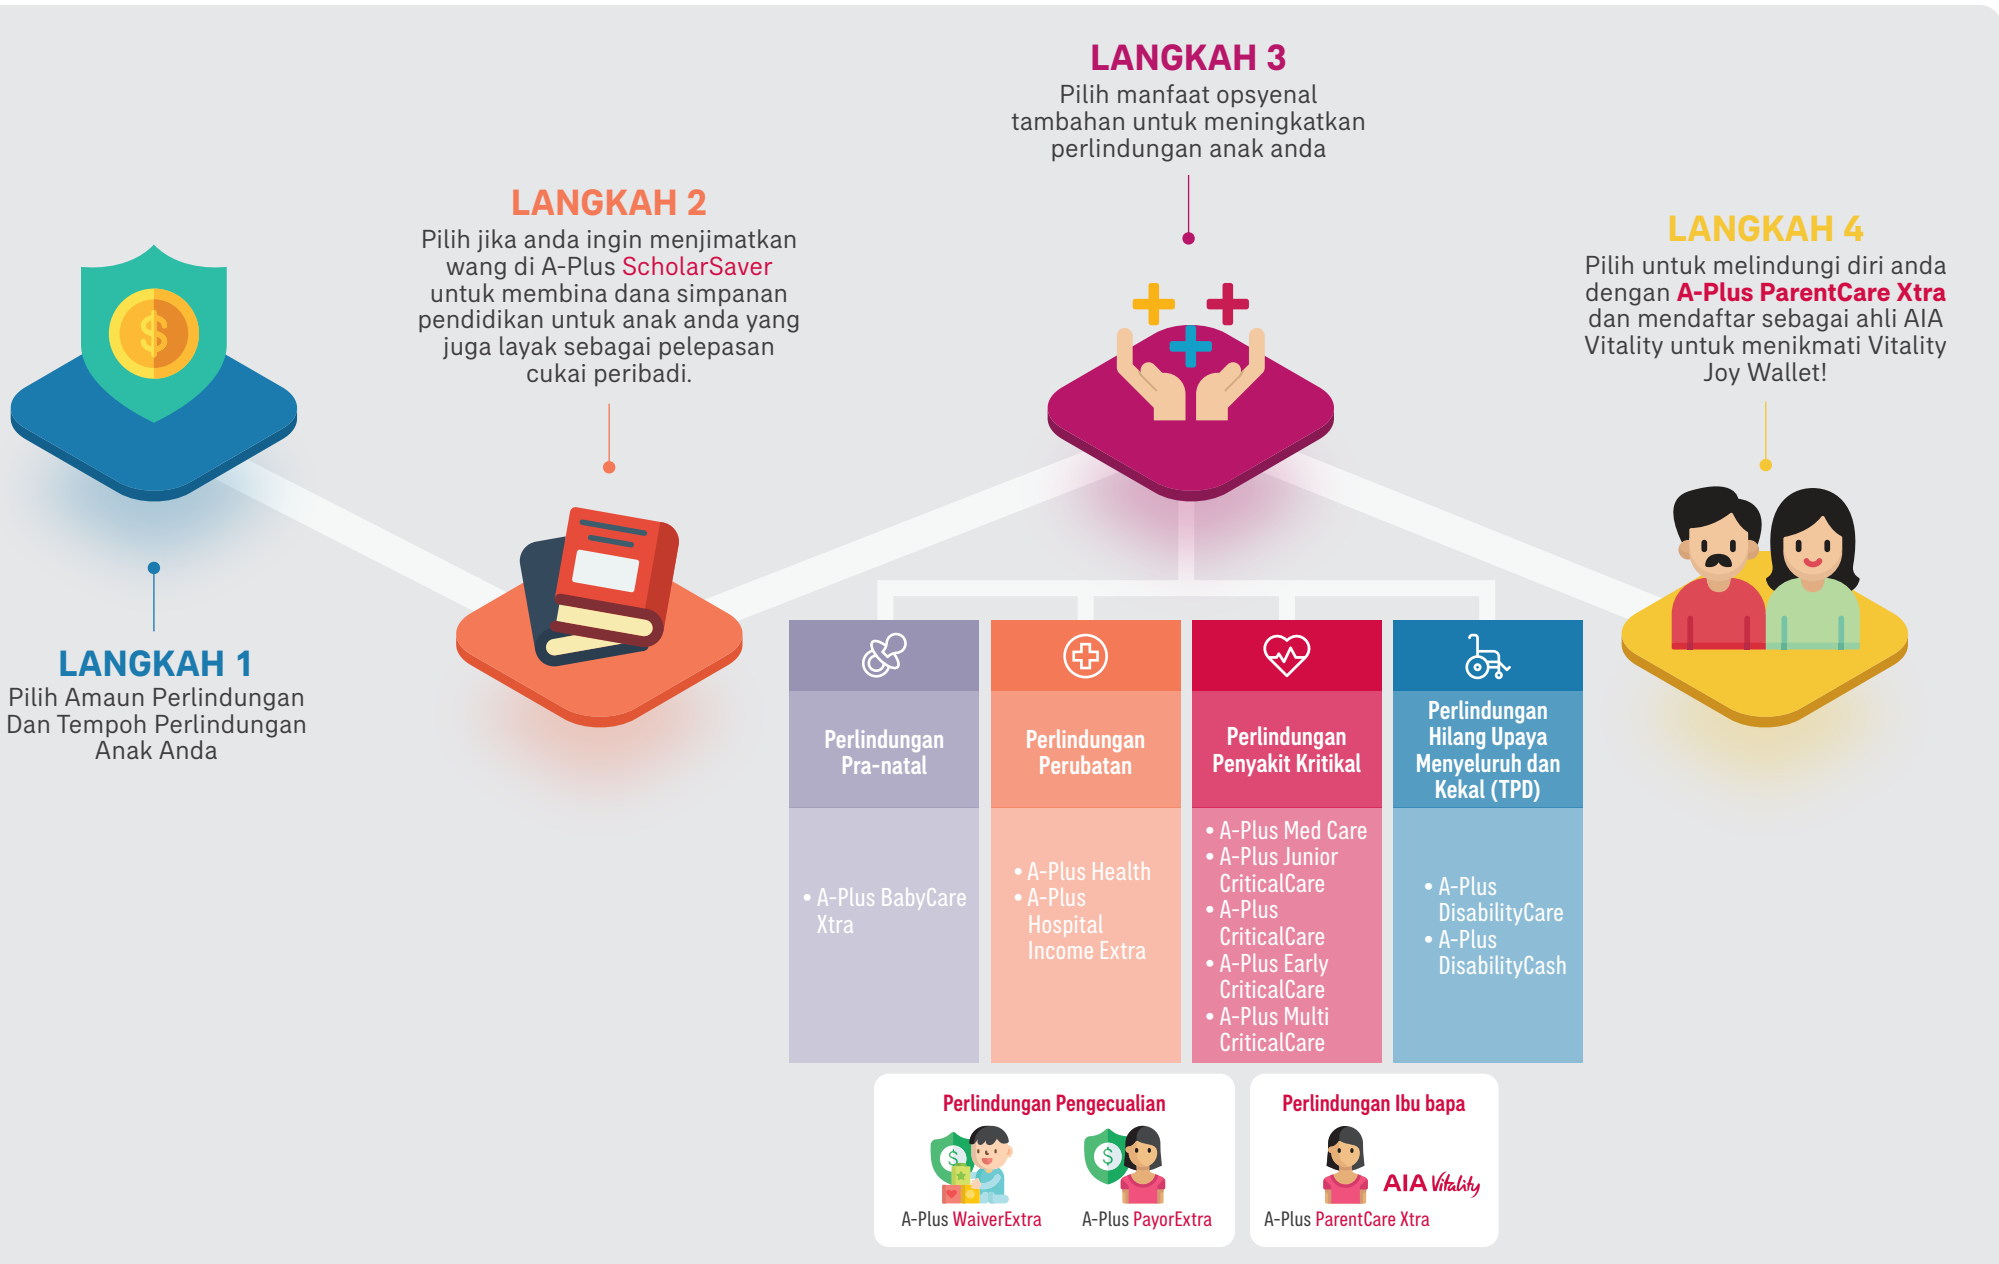 LANGKAH 1
Pilih Amaun Perlindungan
Dan Tempoh Perlindungan
Anak Anda
LANGKAH 2
Pilih jika anda ingin menjimatkan
wang di A-Plus ScholarSaver
untuk membina dana simpanan
pendidikan untuk anak anda yang
juga layak sebagai pelepasan
cukai peribadi.
LANGKAH 3
Pilih manfaat opsyenal
tambahan untuk meningkatkan
perlindungan anak anda
LANGKAH 4
Pilih untuk melindungi diri anda
dengan A-Plus ParentCare Xtra
dan mendaftar sebagai ahli AIA
Vitality untuk menikmati Vitality
Joy Wallet!
Perlindungan
Pra-natal
• A-Plus BabyCare
Xtra
Perlindungan
Perubatan
• A-Plus Health
• A-Plus
Hospital
Income Extra
Perlindungan
Penyakit Kritikal
• A-Plus Med Care
• A-Plus Junior
CriticalCare
• A-Plus
CriticalCare
• A-Plus Early
CriticalCare
• A-Plus Multi
CriticalCare
Perlindungan
Hilang Upaya
Menyeluruh dan
Kekal (TPD)
• A-Plus
DisabilityCare
• A-Plus
DisabilityCash
Perlindungan Pengecualian
A-Plus WaiverExtra
A-Plus PayorExtra
Perlindungan Ibu bapa
AIA Vitality
A-Plus ParentCare Xtra